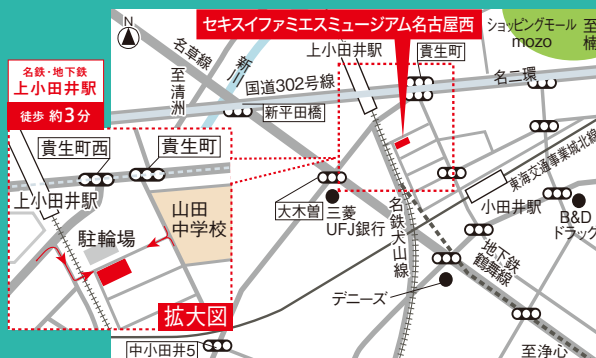 セキスイファミエスミュージアム名古屋西
N
名草線
至清洲
新川
上小田井駅
貴生町
ショッピングモール
mozo
至楠
国道302号線
名二環
新平田橋
名鉄・地下鉄
上小田井駅
徒歩 約3分
貴生町西
貴生町
上小田井駅
山田
中学校
駐輪場
拡大図
大木曽
三菱
UFJ銀行
名鉄犬山線
東海交通事業城北線
小田井駅
B&D
ドラッグ
地下鉄
鶴舞線
デニーズ
中小田井5
至浄心